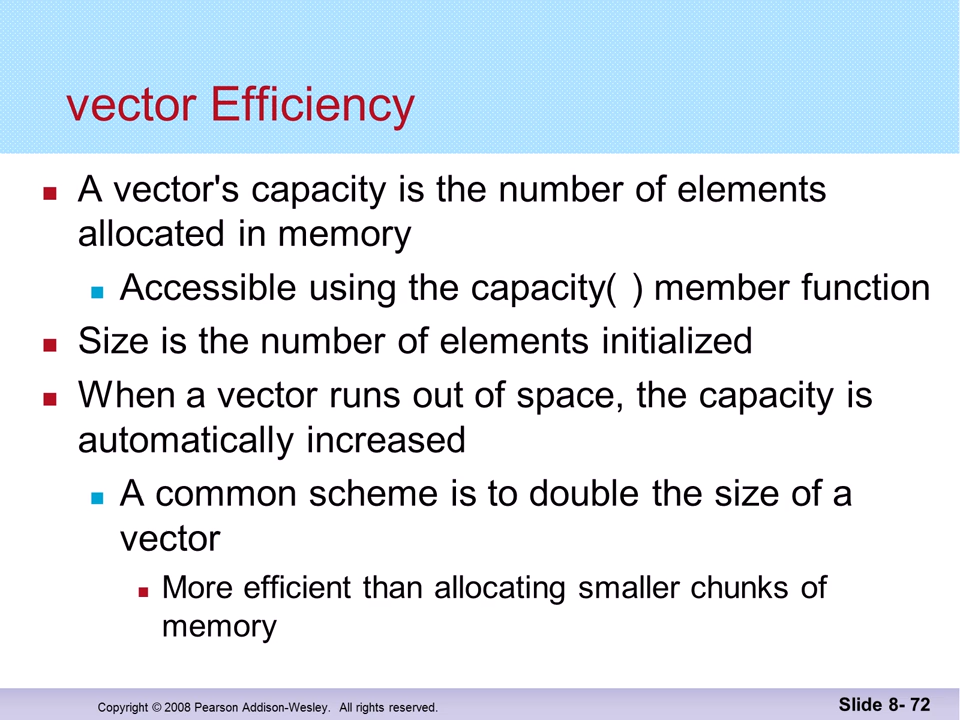 vector Efficiency
A vector's capacity is the number of elements
allocated in memory
Accessible using the capacity( ) member function
Size is the number of elements initialized
When a vector runs out of space, the capacity is
automatically increased
A common scheme is to double the size of a
vector
More efficient than allocating smaller chunks of
memory
Copyright © 2008 Pearson Addison-Wesley. All rights reserved.
Slide 8- 72